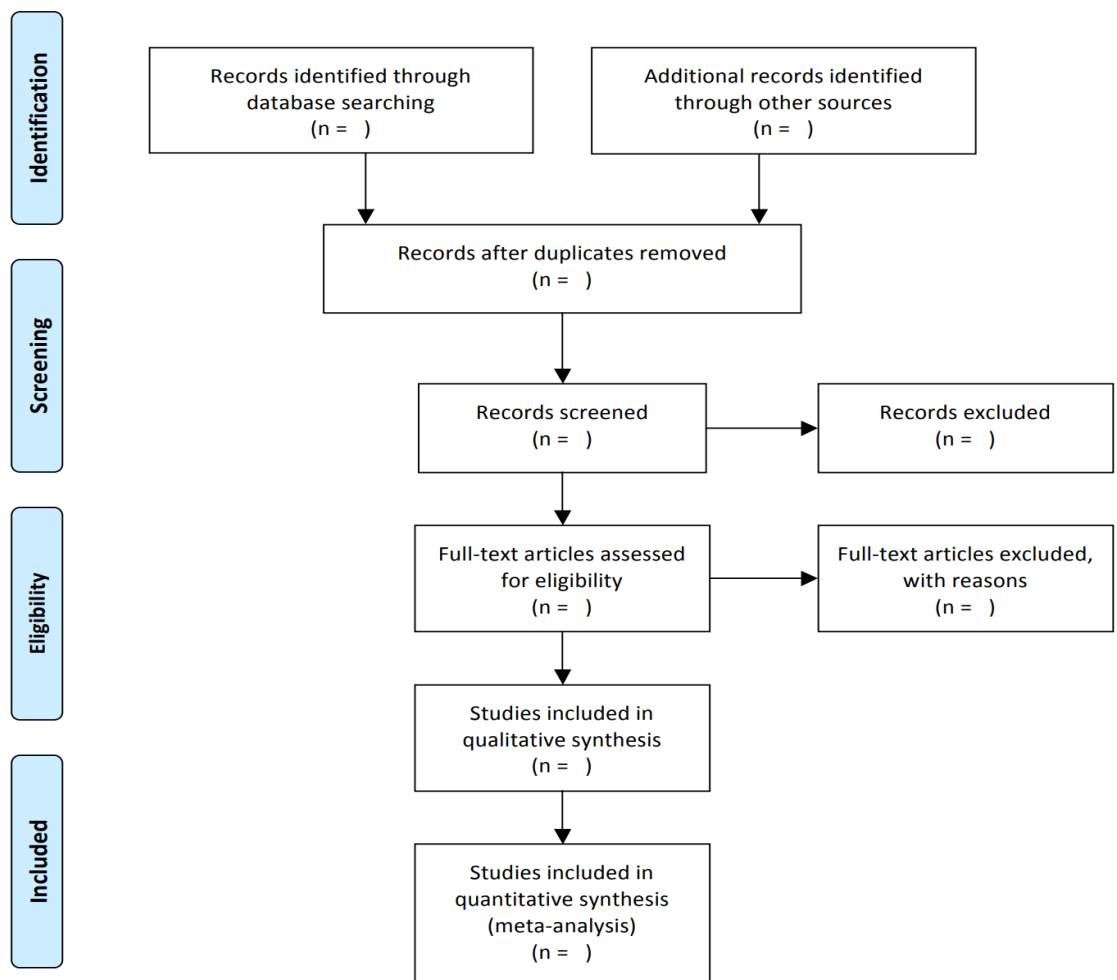 Identification
Records identified through
database searching
(n =   )
Additional records identified
through other sources
(n =   )
Records after duplicates removed
(n =   )
Screening
Records screened
(n =   )
Records excluded
(n =   )
Eligibility
Full-text articles assessed
for eligibility
(n =   )
Full-text articles excluded,
with reasons
(n =   )
Studies included in
qualitative synthesis
(n =   )
Included
Studies included in
quantitative synthesis
(meta-analysis)
(n =   )